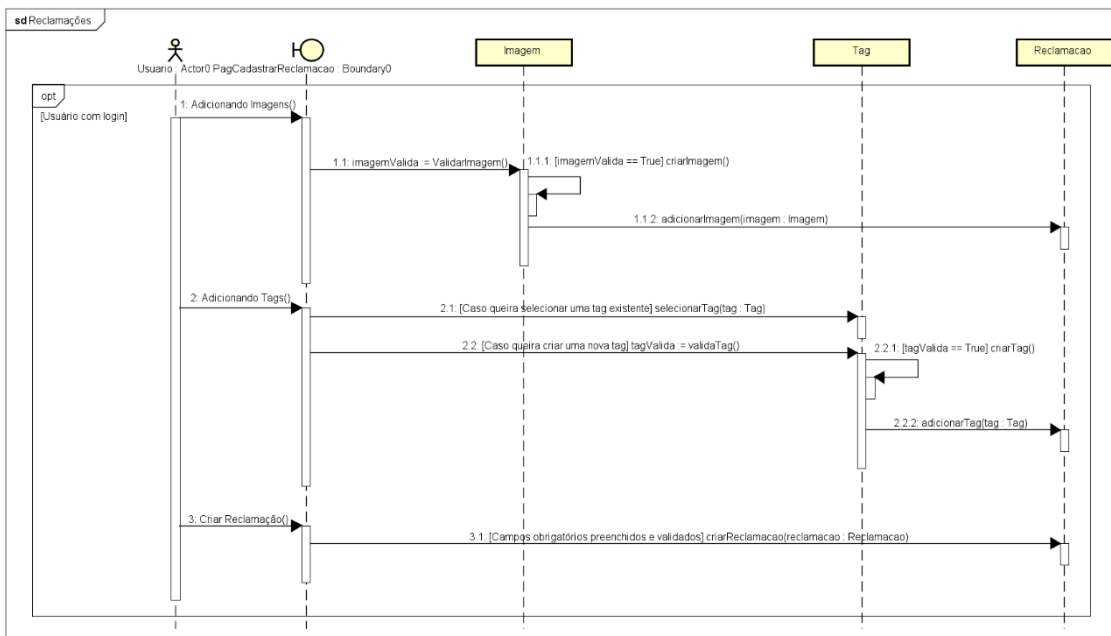 sd Reclamações
Usuario : Actor0 PagCadastrarReclamacao : Boundary0
Imagem
Tag
Reclamacao
opt
[Usuário com login]
1: Adicionando Imagens()
1.1: imagemValida := ValidarImagem()
1.1.1: [imagemValida == True] criarImagem()
1.1.2: adicionarImagem(imagem : Imagem)
2: Adicionando Tags()
2.1: [Caso queira selecionar uma tag existente] selecionarTag(tag : Tag)
2.2: [Caso queira criar uma nova tag] tagValida := validaTag()
2.2.1: [tagValida == True] criarTag()
2.2.2: adicionarTag(tag : Tag)
3: Criar Reclamação()
3.1: [Campos obrigatórios preenchidos e validados] criarReclamacao(reclamacao : Reclamacao)